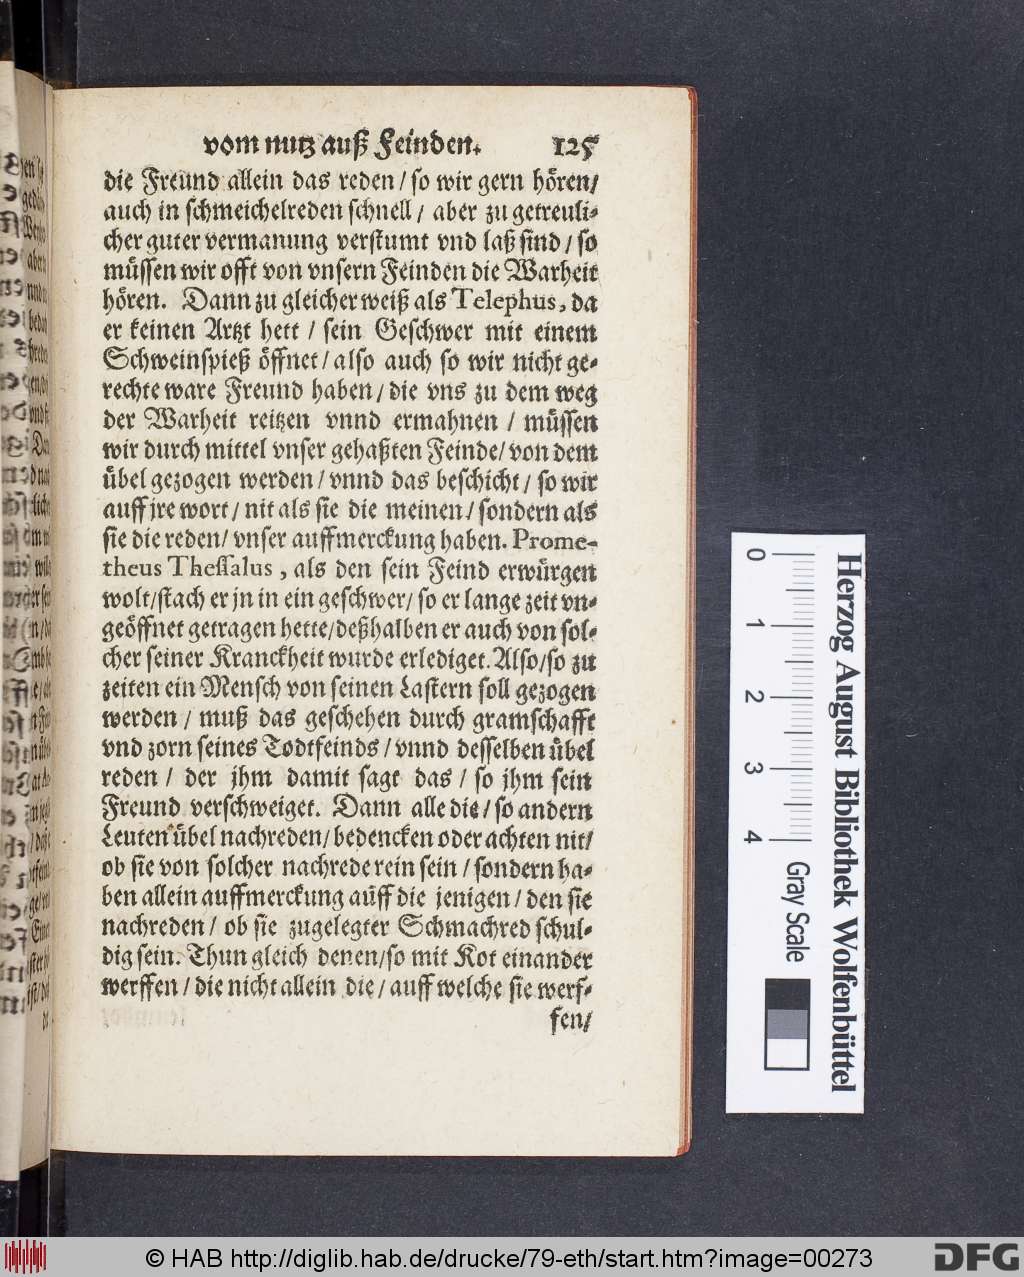 vom nutz auß Feinden. 125
die Freund allein das reden / so wir gern hören/
auch in schmeichelreden schnell / aber zu getreuli-
cher guter vermanung verstumt vnd laß sind / so
müssen wir offt von vnsern Feinden die Warheit
hören. Dann zu gleicher weiß als Telephus, da
er keinen Artzt hett / sein Geschwer mit einem
Schweinspieß öffnet / also auch so wir nicht ge-
rechte ware Freund haben / die vns zu dem weg
der Warheit reitzen vnnd ermahnen / müssen
wir durch mittel vnser gehaßten Feinde/ von dem
übel gezogen werden / vnnd das beschicht / so wir
auff jre wort / nit als sie die meinen / sondern als
sie die reden/ vnser auffmerckung haben. Prome-
theus Thessalus, als den sein Feind erwürgen
wolt/stach er jn in ein geschwer/ so er lange zeit vn-
geöffnet getragen hette/deßhalben er auch von sol-
cher seiner Kranckheit wurde erlediget. Also/so zu
zeiten ein Mensch von seinen Lastern soll gezogen
werden / muß das geschehen durch gramschafft
vnd zorn seines Todtfeinds / vnnd desselben übel
reden / der jhm damit sagt das / so jhm sein
Freund verschweiget. Dann alle die / so andern
Leuten übel nachreden/ bedencken oder achten nit/
ob sie von solcher nachrede rein sein / sondern ha-
ben allein auffmerckung auff die jenigen / den sie
nachreden / ob sie zugelegter Schmachred schul-
dig sein. Thun gleich denen/so mit Kot einander
werffen / die nicht allein die / auff welche sie werf-
fen/
Herzog August Bibliothek Wolfenbüttel
0 1 2 3 4 Gray Scale
© HAB http://diglib.hab.de/drucke/79-eth/start.htm?image=00273
DFG